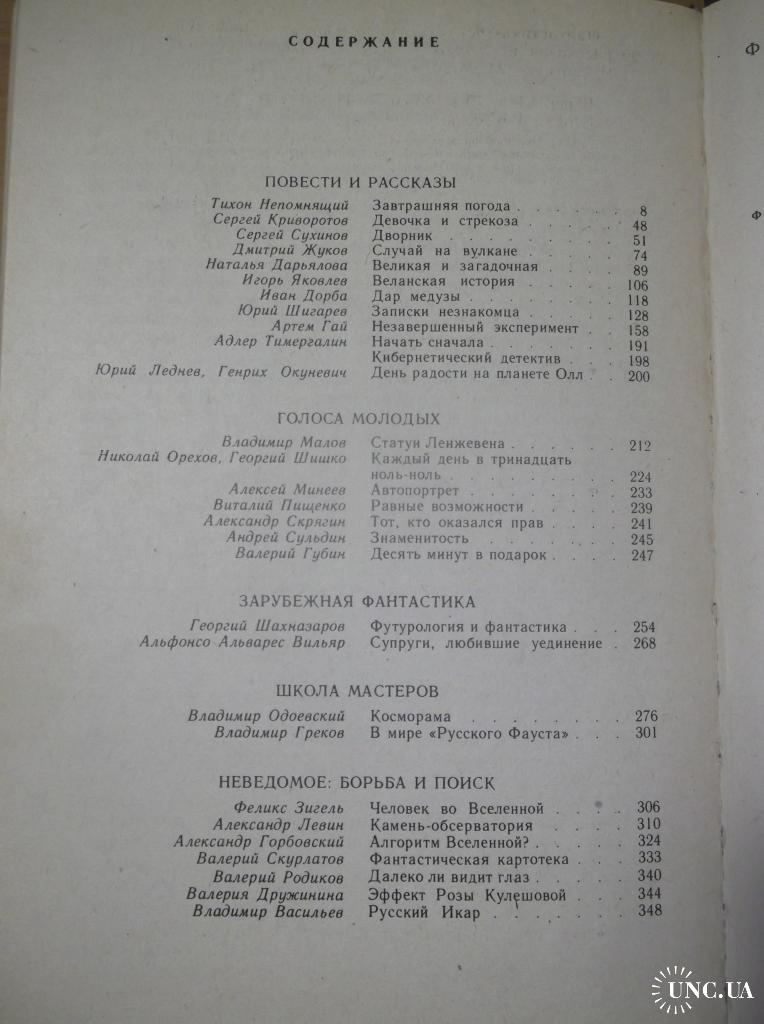 СОДЕРЖАНИЕ
ПОВЕСТИ И РАССКАЗЫ
Тихон Непомнящий Завтрашняя погода . . . . . . 8
Сергей Криворотов Девочка и стрекоза . . . . . 48
Сергей Сухинов Дворник . . . . . . . . . 51
Дмитрий Жуков Случай на вулкане . . . . . 74
Наталья Дарьялова Великая и загадочная . . . . 89
Игорь Яковлев Веланская история . . . . . 106
Иван Дорба Дар медузы . . . . . . . . 118
Юрий Шигарев Записки незнакомца . . . . . 128
Артем Гай Незавершенный эксперимент . . 158
Адлер Тимергалин Начать сначала . . . . . . . 191
Кибернетический детектив . . . 198
Юрий Леднев, Генрих Окуневич День радости на планете Олл . . 200
ГОЛОСА МОЛОДЫХ
Владимир Малов Статуи Ленжевена . . . . . . 212
Николай Орехов, Георгий Шишко Каждый день в тринадцать
ноль-ноль . . . . . . . . . 224
Алексей Минеев Автопортрет . . . . . . . . 233
Виталий Пищенко Равные возможности . . . . . 239
Александр Скрягин Тот, кто оказался прав . . . . 241
Андрей Сульдин Знаменитость . . . . . . . 245
Валерий Губин Десять минут в подарок . . . . 247
ЗАРУБЕЖНАЯ ФАНТАСТИКА
Георгий Шахназаров Футурология и фантастика . . . 254
Альфонсо Альварес Вильяр Супруги, любившие уединение . 268
ШКОЛА МАСТЕРОВ
Владимир Одоевский Косморама . . . . . . . . 276
Владимир Греков В мире «Русского Фауста» . . . 301
НЕВЕДОМОЕ: БОРЬБА И ПОИСК
Феликс Зигель Человек во Вселенной . . . . 306
Александр Левин Камень-обсерватория . . . . 310
Александр Горбовский Алгоритм Вселенной? . . . . . 324
Валерий Скурлатов Фантастическая картотека . . . 333
Валерий Родиков Далеко ли видит глаз . . . . . 340
Валерия Дружинина Эффект Розы Кулешовой . . . 344
Владимир Васильев Русский Икар . . . . . . . 348
Ф
Ф
UNC.UA